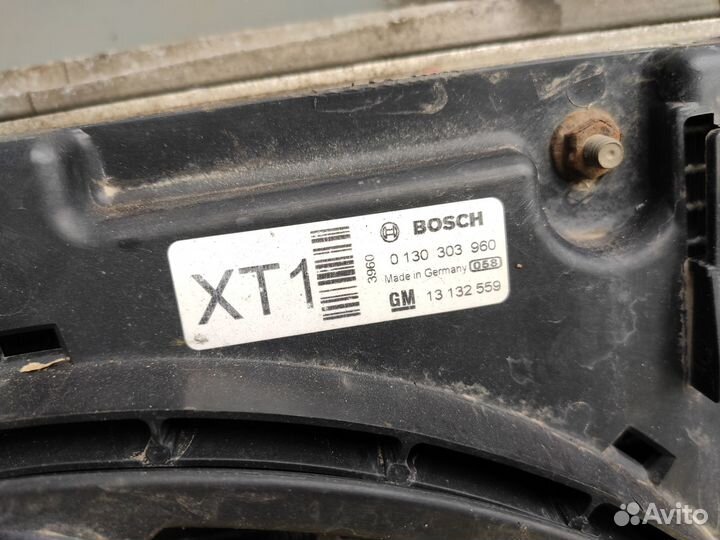 XT1
3960
BOSCH
0 130 303 960
Made in Germany 058
GM 13 132 559
Avito